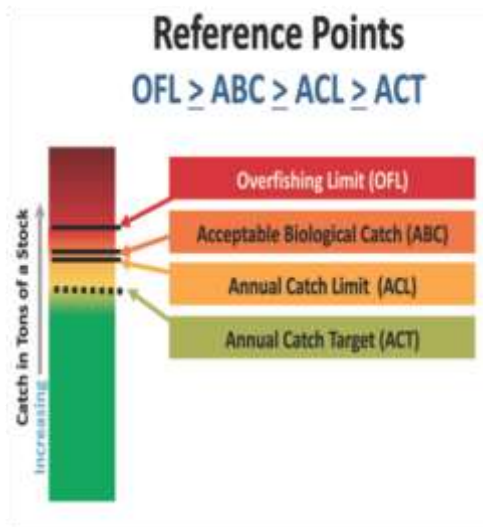 Reference Points
OFL ≥ ABC ≥ ACL ≥ ACT
Overfishing Limit (OFL)
Acceptable Biological Catch (ABC)
Annual Catch Limit (ACL)
Annual Catch Target (ACT)
Catch in Tons of a Stock
Increasing